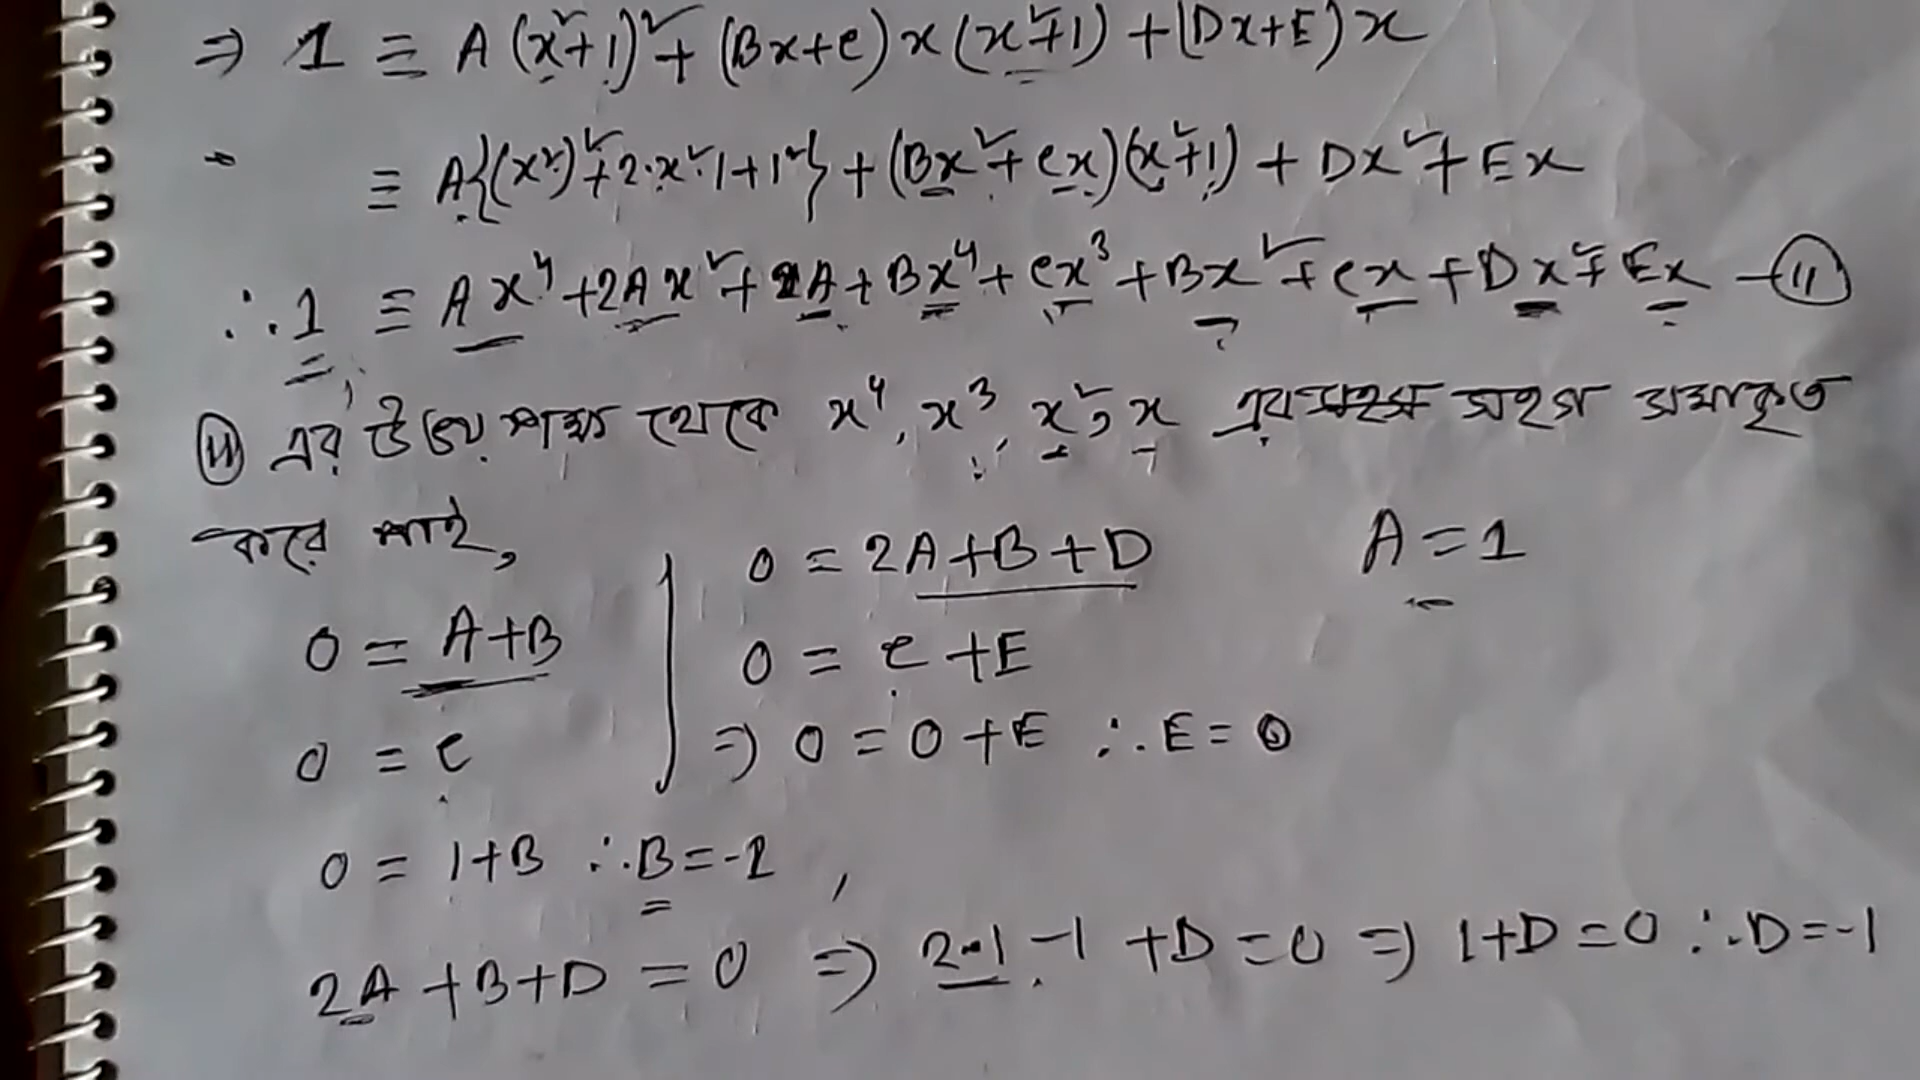 ⇒ 1 ≡ A(x²+1)² + (Bx+c)x(x²+1) + (Dx+E)x
≡ A{(x²)²+2·x²·1+1²} + (Bx²+cx)(x²+1) + Dx²+Ex
∴ 1 ≡ Ax⁴+2Ax²+A+Bx⁴+cx³+Bx²+cx+Dx²+Ex —(ii)
(ii) এর উভয় পক্ষ থেকে x⁴, x³, x², x এর সহগ সমীকৃত
করে পাই,
0 = A+B
0 = c
0 = 2A+B+D
0 = c+E
⇒ 0 = 0+E ∴ E = 0
A = 1
0 = 1+B ∴ B = -1,
2A+B+D = 0 ⇒ 2·1-1+D=0 ⇒ 1+D=0 ∴ D=-1